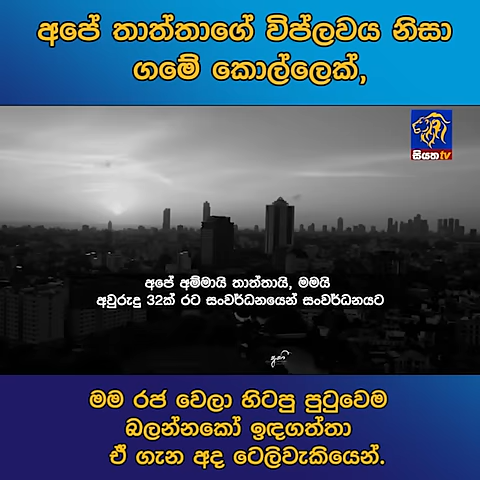 අපේ තාත්තාගේ විප්ලවය නිසා
ගමේ කොල්ලෙක්,
සියත tv
අපේ අම්මායි තාත්තායි, මමයි
අවුරුදු 32ක් රට සංවර්ධනයෙන් සංවර්ධනයට
මම රජ වෙලා හිටපු පුටුවෙම
බලන්නකෝ ඉඳගත්තා
ඒ ගැන අද ටෙලිවැකියෙන්.